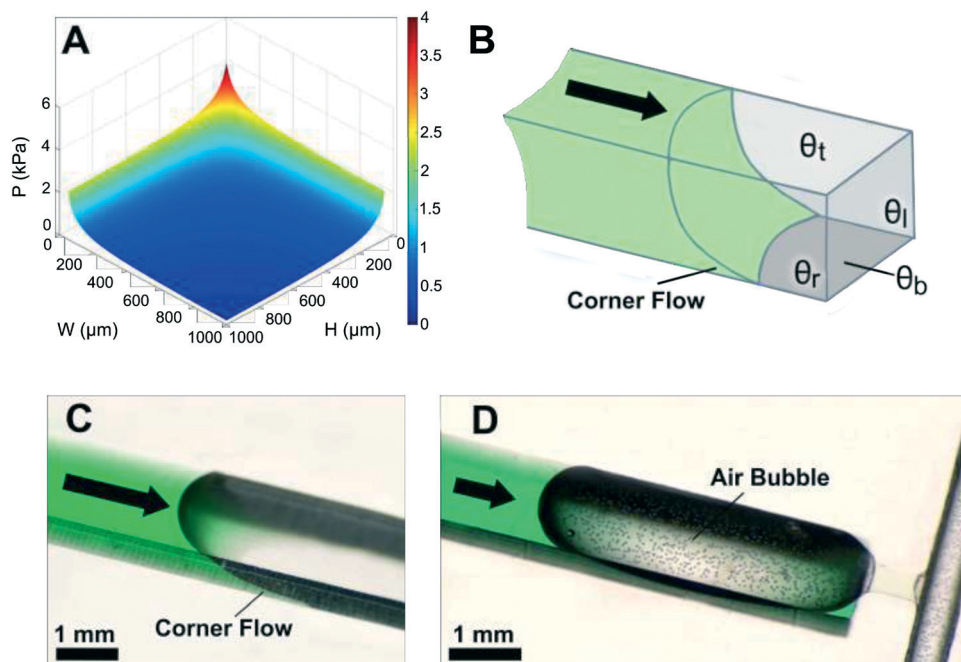 A
P (kPa)
6
4
2
0
0
200
400
600
800
1000
W (µm)
1000
800
600
400
200
0
H (µm)
4
3.5
3
2.5
2
1.5
1
0.5
0
B
θt
θl
θr
θb
Corner Flow
C
Corner Flow
1 mm
D
Air Bubble
1 mm